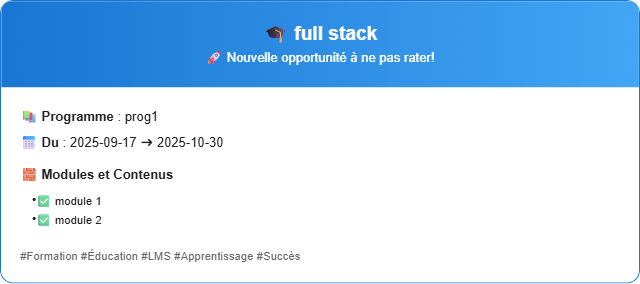 🎓 full stack
🚀 Nouvelle opportunité à ne pas rater!
📚 Programme : prog1
📅 Du : 2025-09-17 → 2025-10-30
🧱 Modules et Contenus
•✅ module 1
•✅ module 2
#Formation #Éducation #LMS #Apprentissage #Succès